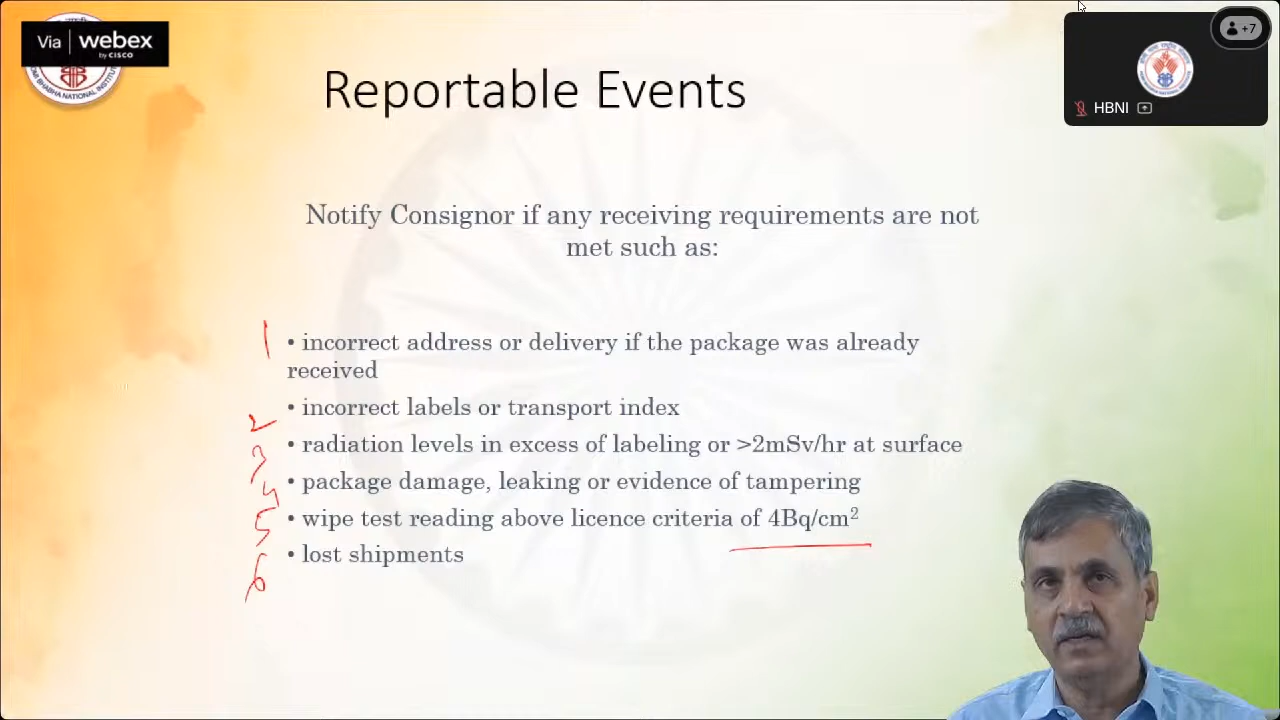 Via webex
by CISCO
BHABHA NATIONAL INSTIT
+7
HBNI
Reportable Events
Notify Consignor if any receiving requirements are not
met such as:
1 • incorrect address or delivery if the package was already
received
2 • incorrect labels or transport index
3 • radiation levels in excess of labeling or >2mSv/hr at surface
4 • package damage, leaking or evidence of tampering
5 • wipe test reading above licence criteria of 4Bq/cm²
6 • lost shipments